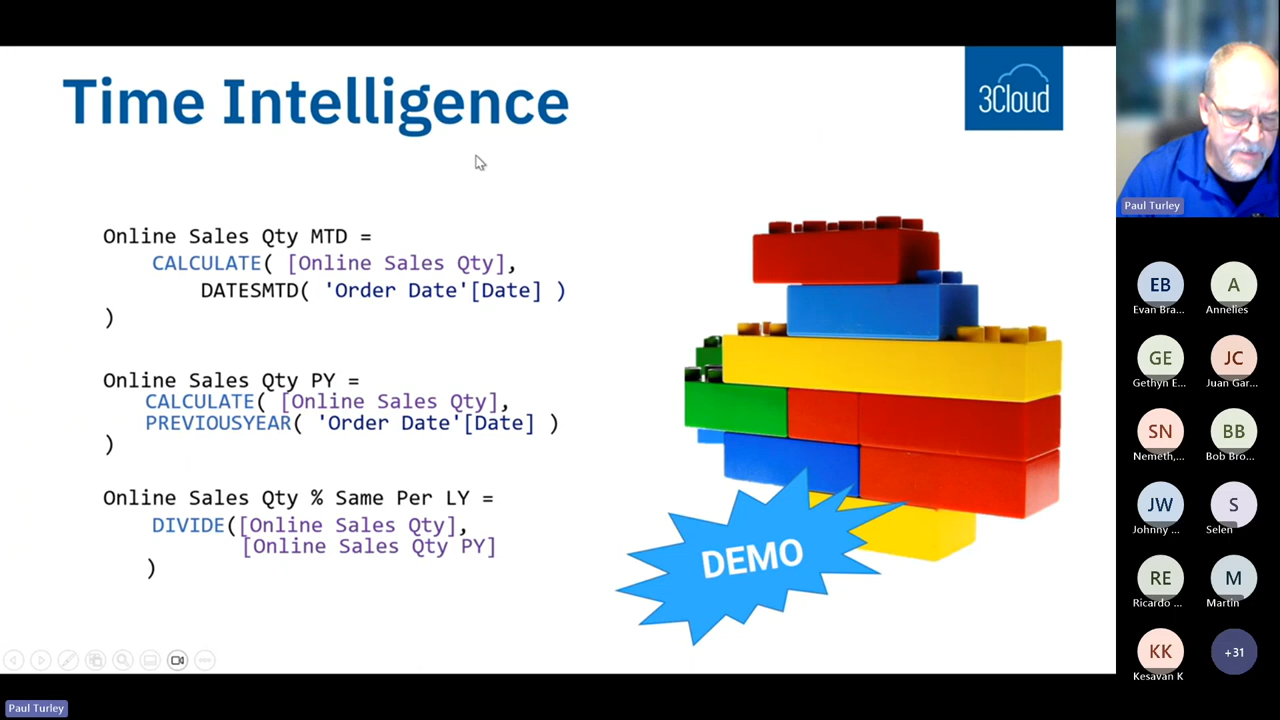 Time Intelligence
3Cloud
Online Sales Qty MTD =
CALCULATE( [Online Sales Qty],
DATESMTD( 'Order Date'[Date] )
)
Online Sales Qty PY =
CALCULATE( [Online Sales Qty],
PREVIOUSYEAR( 'Order Date'[Date] )
)
Online Sales Qty % Same Per LY =
DIVIDE([Online Sales Qty],
[Online Sales Qty PY]
)
DEMO
Paul Turley
EB
Evan Bra...
A
Annelies
GE
Gethyn E...
JC
Juan Gar...
SN
Nemeth,...
BB
Bob Bro...
JW
Johnny ...
S
Selen
RE
Ricardo ...
M
Martin
KK
Kesavan K
+31
Paul Turley